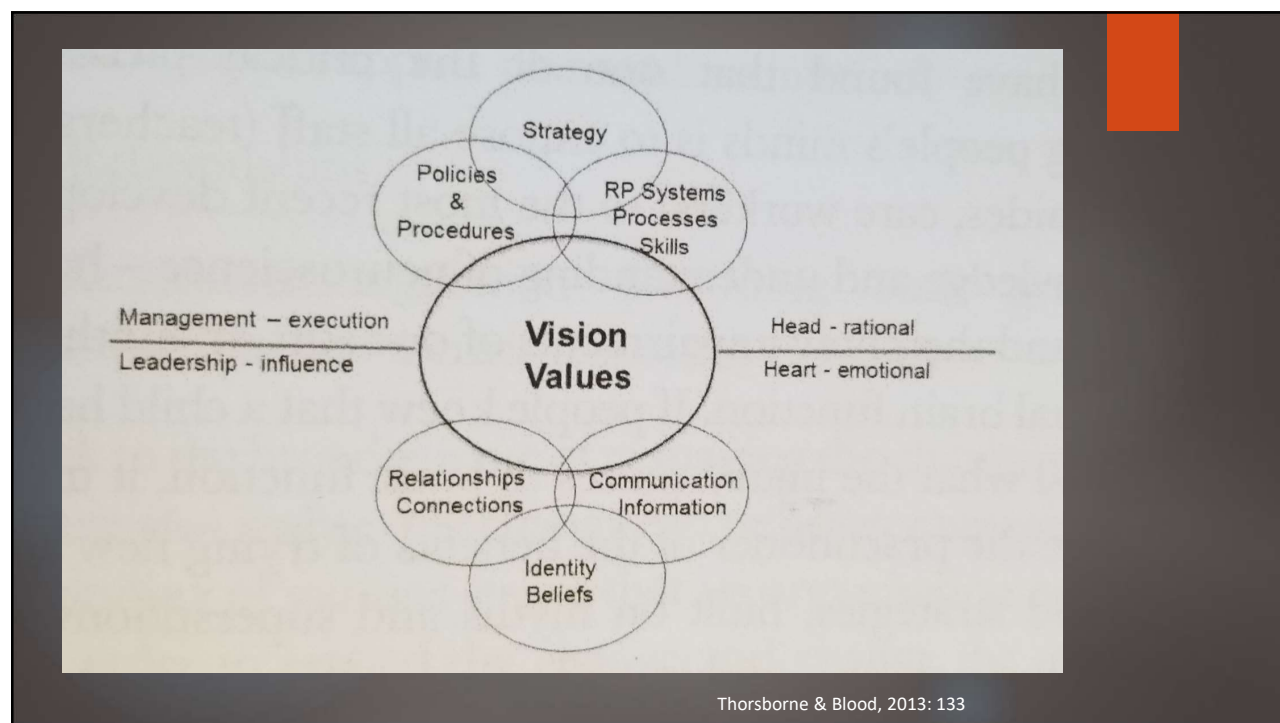 Strategy
Policies
&
Procedures
RP Systems
Processes
Skills
Management – execution
Leadership - influence
Vision
Values
Head - rational
Heart - emotional
Relationships
Connections
Communication
Information
Identity
Beliefs
Thorsborne & Blood, 2013: 133